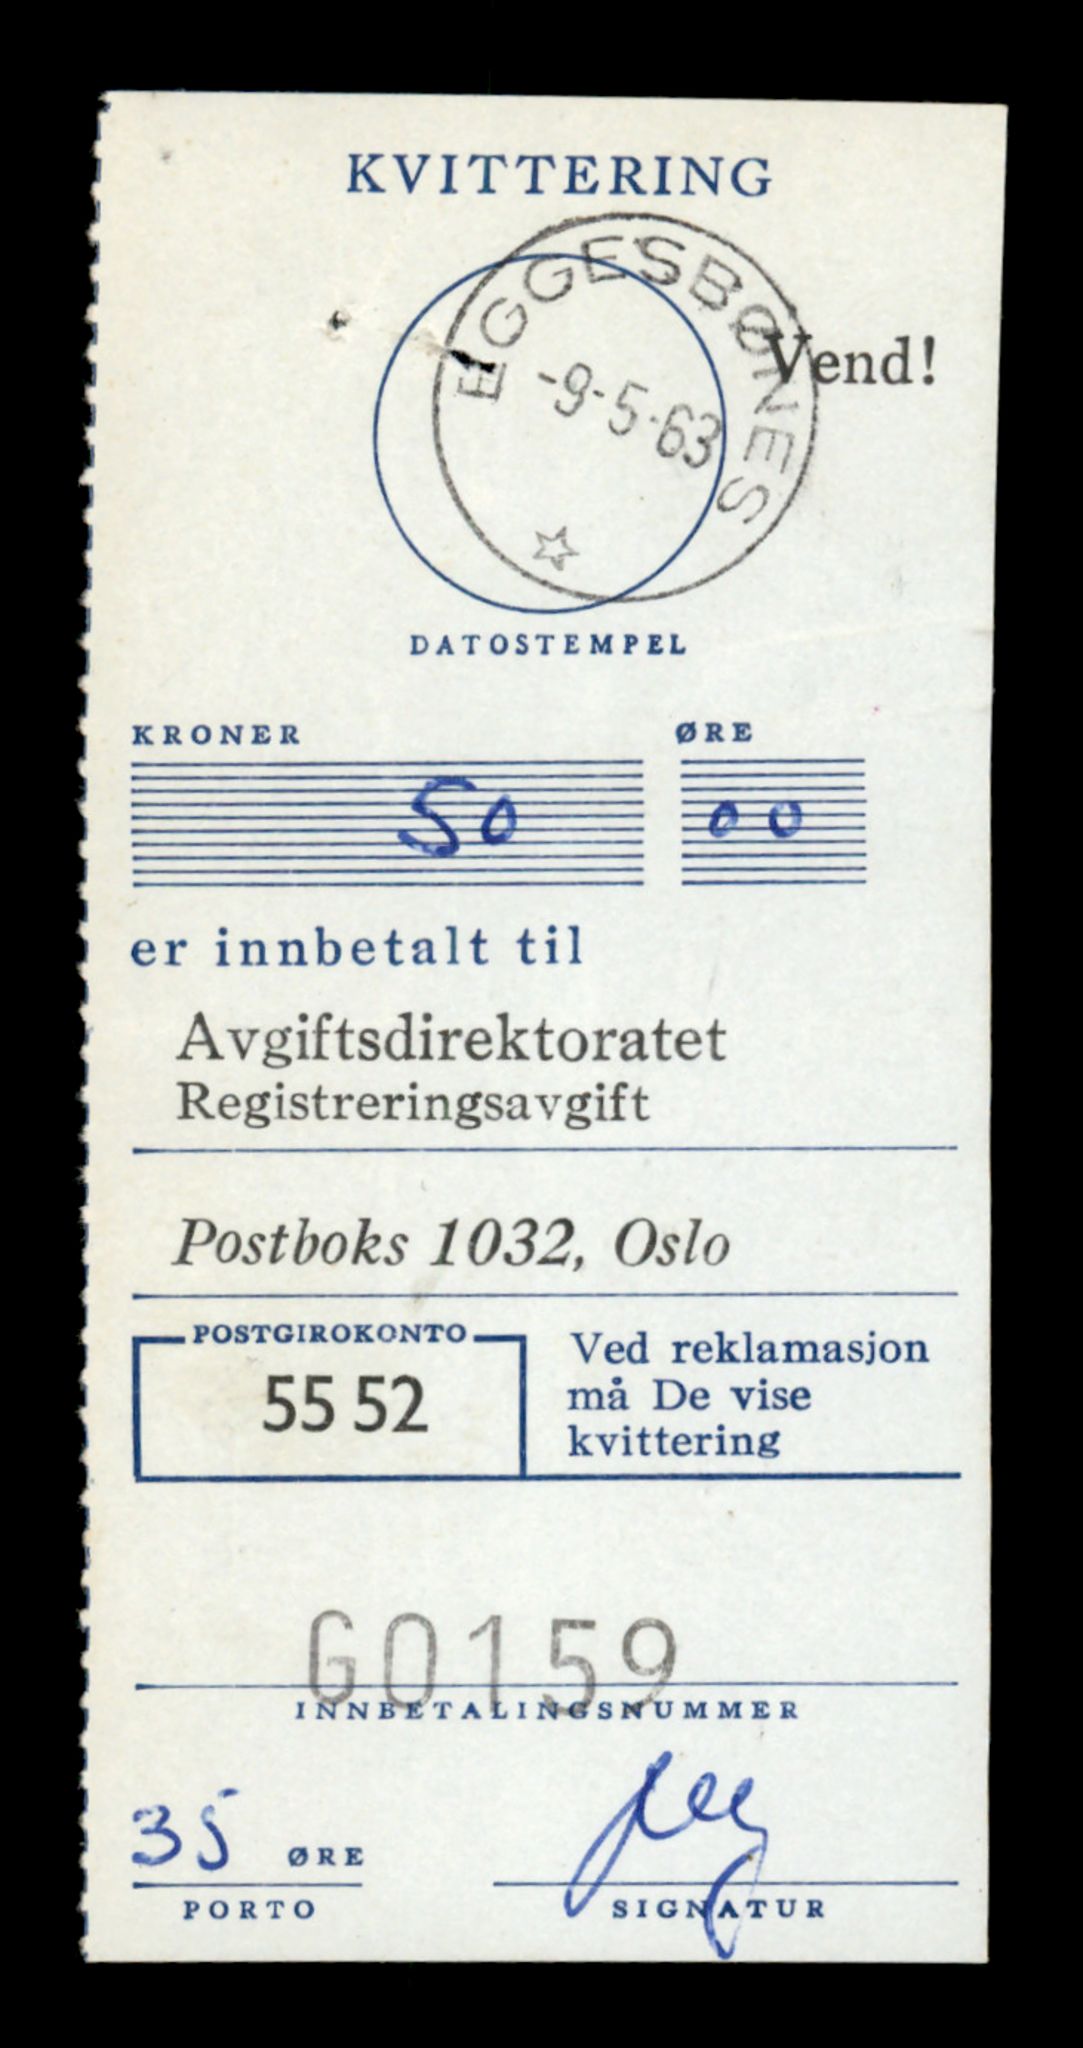 KVITTERING
EGGESBØNES
Vend!
-9-5-63
DATOSTEMPEL
KRONER ØRE
50 00
er innbetalt til
Avgiftsdirektoratet
Registreringsavgift
Postboks 1032, Oslo
POSTGIROKONTO
55 52
Ved reklamasjon
må De vise
kvittering
G0159
INNBETALINGSNUMMER
35 ØRE
PORTO SIGNATUR